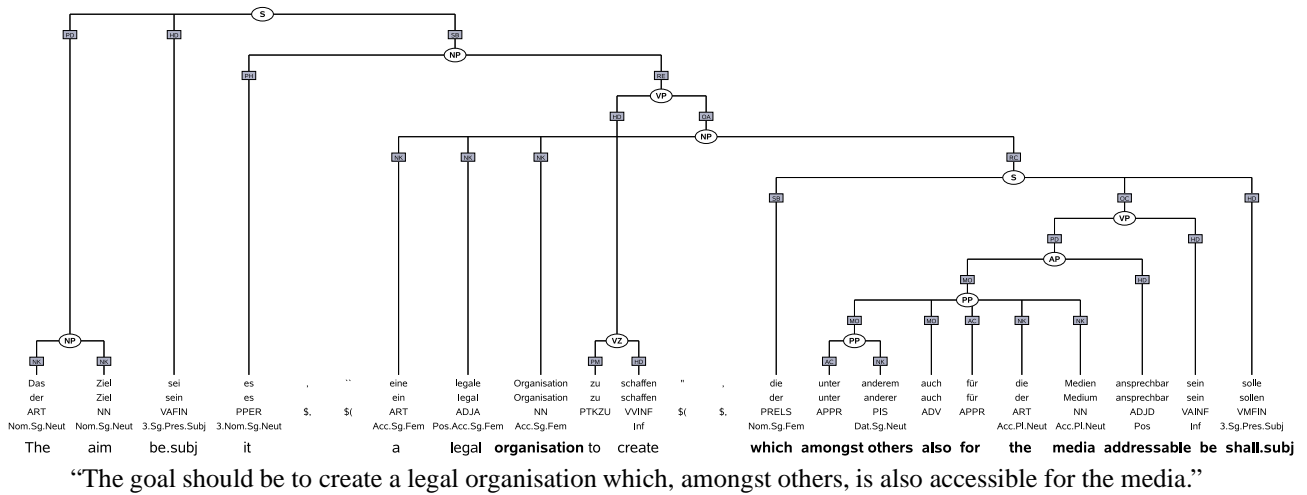 S
PD HD SB
NP
PH RE
VP
HD OA
NP
NK NK NK RC
S
SB OC HD
VP
PD HD
AP
MO HD
PP
MO MO AC NK NK
NP VZ PP
NK NK PM HD AC NK
Das Ziel sei es , `` eine legale Organisation zu schaffen " , die unter anderem auch für die Medien ansprechbar sein solle
der Ziel sein es ein legal Organisation zu schaffen der unter anderer auch für der Medium ansprechbar sein sollen
ART NN VAFIN PPER $, $( ART ADJA NN PTKZU VVINF $( $, PRELS APPR PIS ADV APPR ART NN ADJD VAINF VMFIN
Nom.Sg.Neut Nom.Sg.Neut 3.Sg.Pres.Subj 3.Nom.Sg.Neut Acc.Sg.Fem Pos.Acc.Sg.Fem Acc.Sg.Fem Inf Nom.Sg.Fem Dat.Sg.Neut Acc.Pl.Neut Acc.Pl.Neut Pos Inf 3.Sg.Pres.Subj
The aim be.subj it a legal organisation to create which amongst others also for the media addressable be shall.subj
“The goal should be to create a legal organisation which, amongst others, is also accessible for the media.”